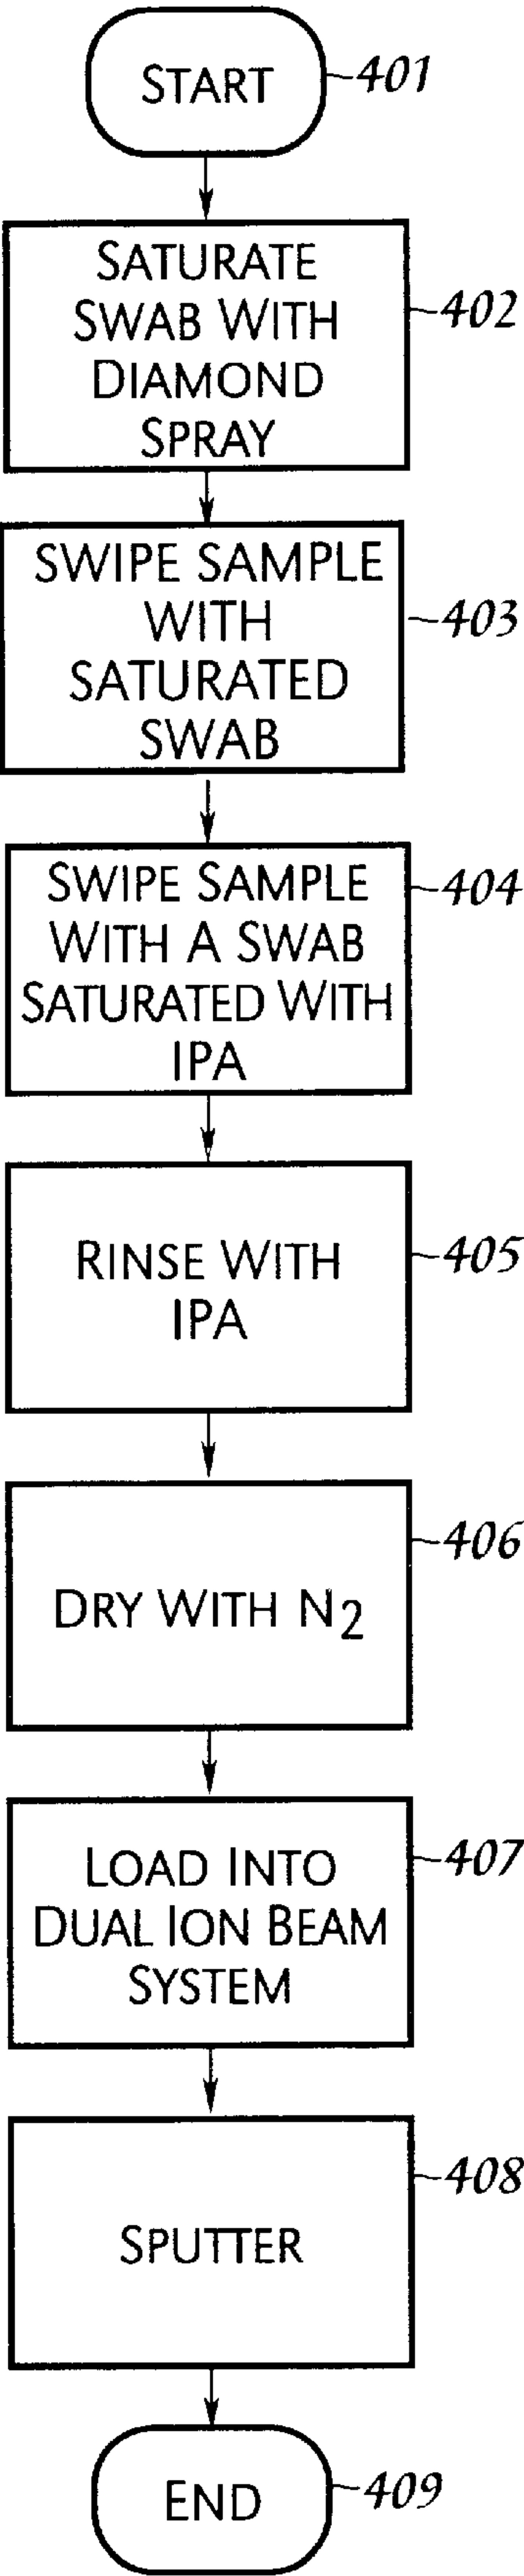 START
401
SATURATE
SWAB WITH
DIAMOND
SPRAY
402
SWIPE SAMPLE
WITH
SATURATED
SWAB
403
SWIPE SAMPLE
WITH A SWAB
SATURATED WITH
IPA
404
RINSE WITH
IPA
405
DRY WITH N2
406
LOAD INTO
DUAL ION BEAM
SYSTEM
407
SPUTTER
408
END
409